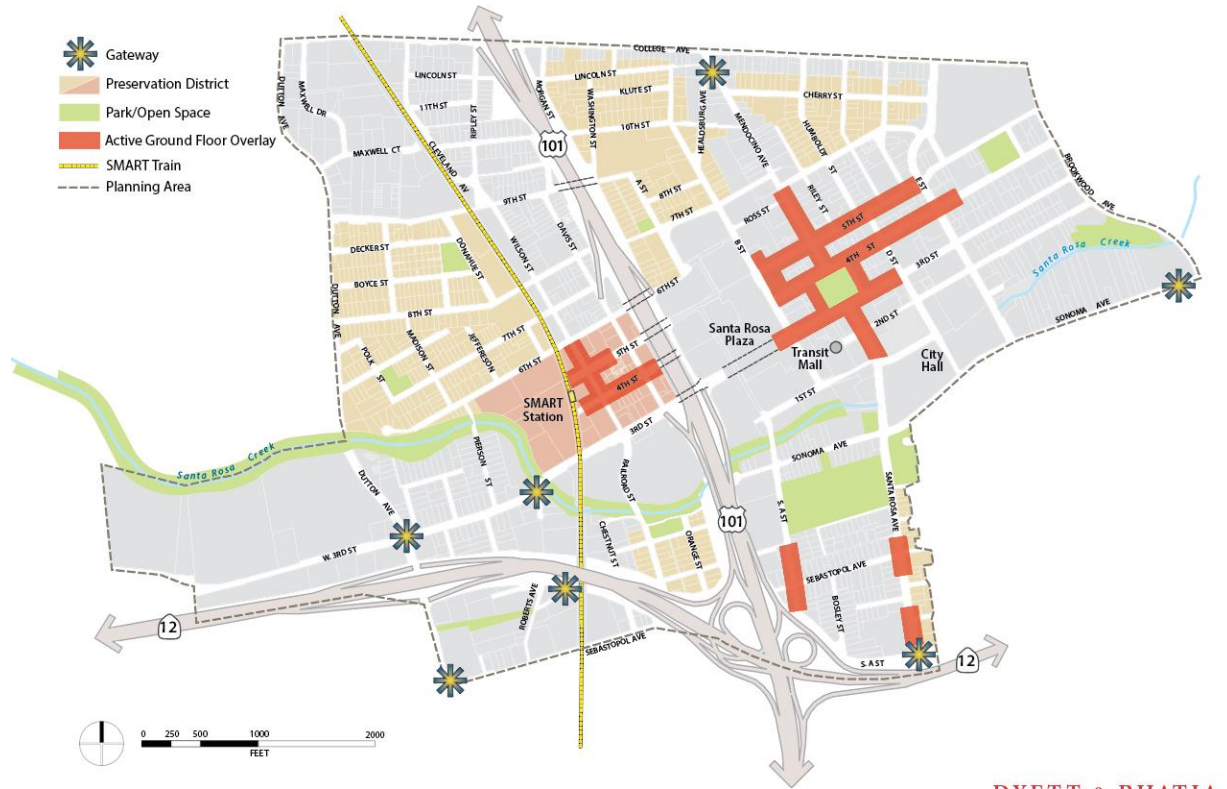 Gateway
Preservation District
Park/Open Space
Active Ground Floor Overlay
SMART Train
Planning Area
COLLEGE AVE
LINCOLN ST
LINCOLN ST
KLUTE ST
CHERRY ST
11TH ST
10TH ST
DUTTON AVE
MAXWELL DR
MAXWELL CT
RIPLEY ST
MORGAN ST
WASHINGTON ST
HEALDSBURG AVE
MENDOCINO AVE
HUMBOLDT ST
101
CLEVELAND AV
9TH ST
A ST
8TH ST
7TH ST
ROSS ST
RILEY ST
E ST
BROOKWOOD AVE
DECKER ST
DONAHUE ST
WILSON ST
DAVIS ST
B ST
5TH ST
4TH ST
D ST
3RD ST
Santa Rosa Creek
BOYCE ST
DUTTON AVE
8TH ST
7TH ST
6TH ST
6TH ST
5TH ST
4TH ST
3RD ST
2ND ST
SONOMA AVE
POLK ST
MADISON ST
JEFFERESON
Santa Rosa
Plaza
Transit
Mall
City
Hall
SMART
Station
1ST ST
SONOMA AVE
Santa Rosa Creek
DUTTON AVE
PIERSON ST
RAILROAD ST
SANTA ROSA AVE
S. A ST
101
W. 3RD ST
CHESTNUT ST
ORANGE ST
SEBASTOPOL AVE
BOSLEY ST
ROBERTS AVE
SEBASTOPOL AVE
S. A ST
12
12
0 250 500 1000 2000
FEET